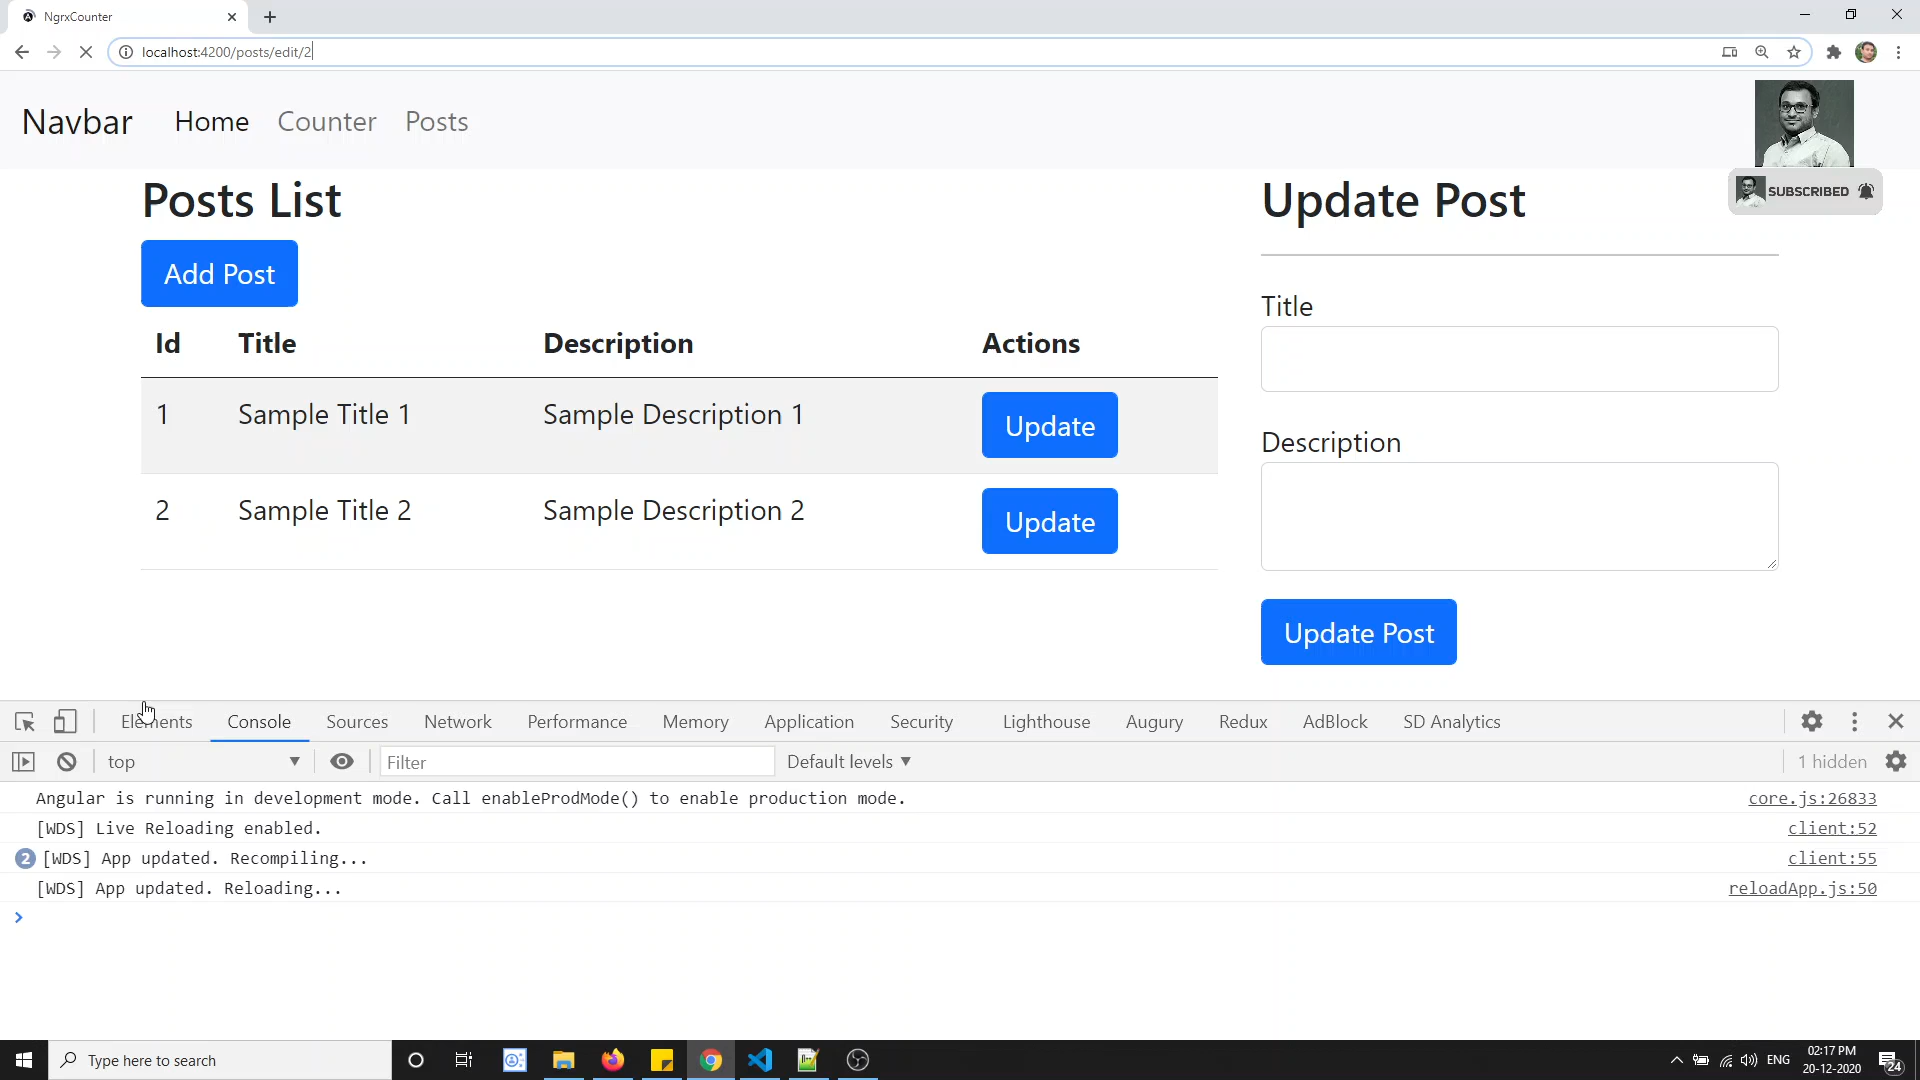 NgrxCounter
localhost:4200/posts/edit/2
Navbar Home Counter Posts
SUBSCRIBED
Posts List
Add Post
Id Title Description Actions
1 Sample Title 1 Sample Description 1 Update
2 Sample Title 2 Sample Description 2 Update
Update Post
Title
Description
Update Post
Elements Console Sources Network Performance Memory Application Security Lighthouse Augury Redux AdBlock SD Analytics
top Filter Default levels 1 hidden
Angular is running in development mode. Call enableProdMode() to enable production mode. core.js:26833
[WDS] Live Reloading enabled. client:52
2 [WDS] App updated. Recompiling... client:55
[WDS] App updated. Reloading... reloadApp.js:50
Type here to search
ENG
02:17 PM
20-12-2020
24